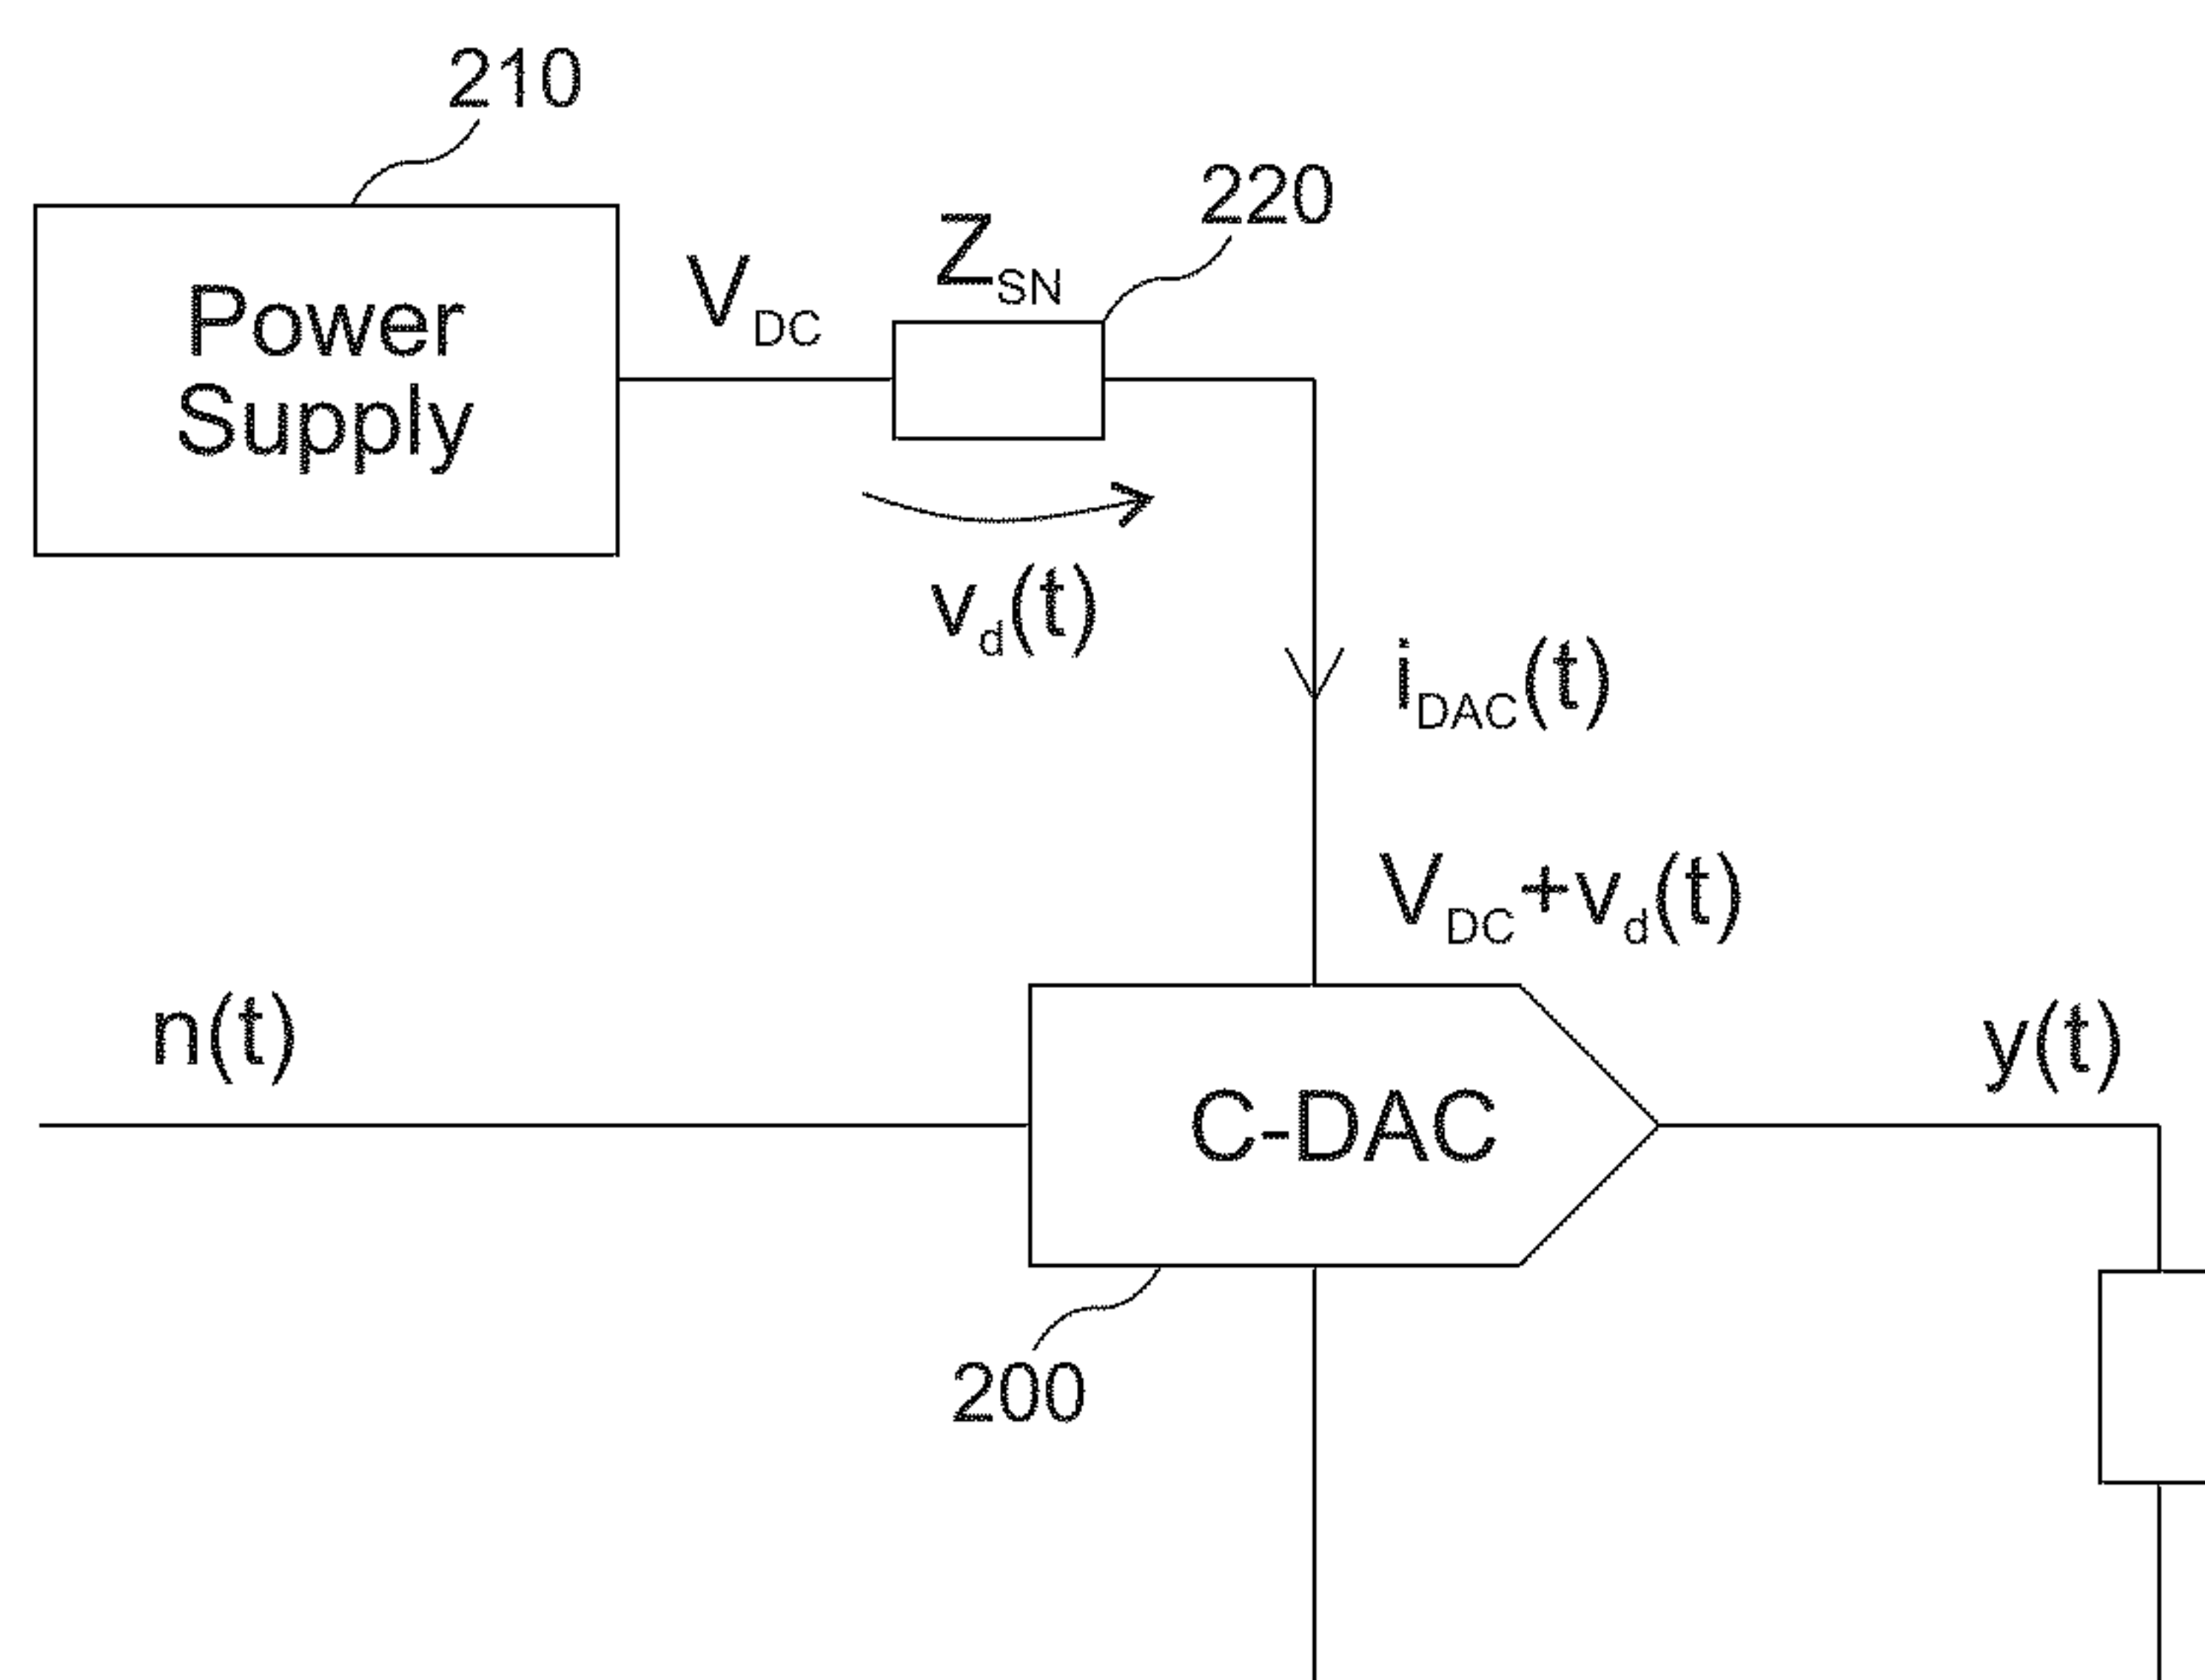 210
220
Z_SN
V_DC
Power
Supply
v_d(t)
i_DAC(t)
V_DC+v_d(t)
n(t)
y(t)
C-DAC
200